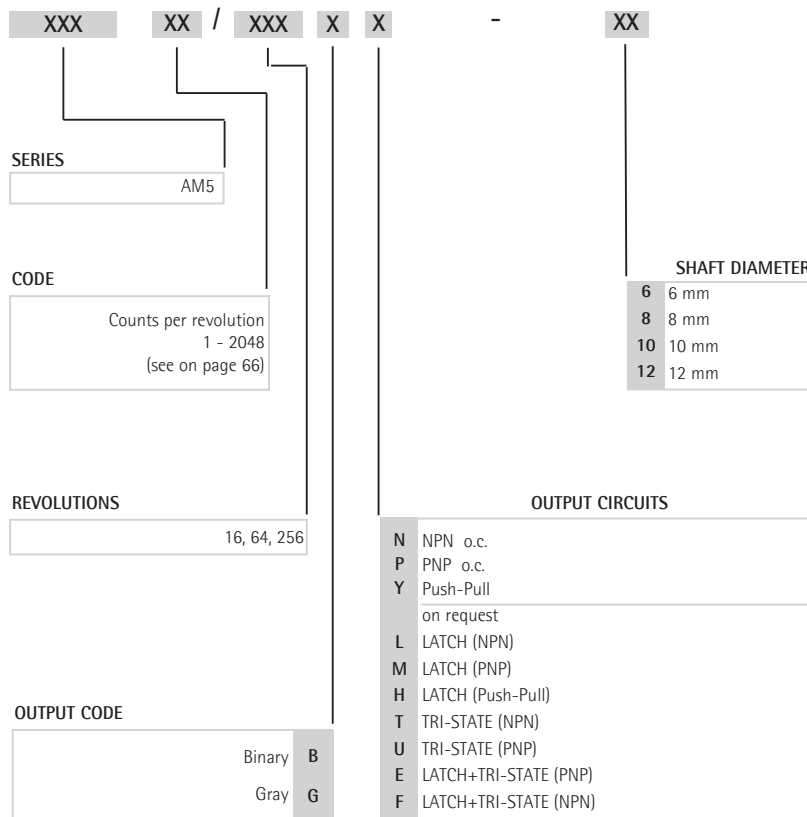 XXX XX / XXX X X - XX
SERIES
AM5
CODE
Counts per revolution
1 - 2048
(see on page 66)
SHAFT DIAMETER
6 6 mm
8 8 mm
10 10 mm
12 12 mm
REVOLUTIONS
16, 64, 256
OUTPUT CODE
Binary B
Gray G
OUTPUT CIRCUITS
N NPN o.c.
P PNP o.c.
Y Push-Pull
on request
L LATCH (NPN)
M LATCH (PNP)
H LATCH (Push-Pull)
T TRI-STATE (NPN)
U TRI-STATE (PNP)
E LATCH+TRI-STATE (PNP)
F LATCH+TRI-STATE (NPN)